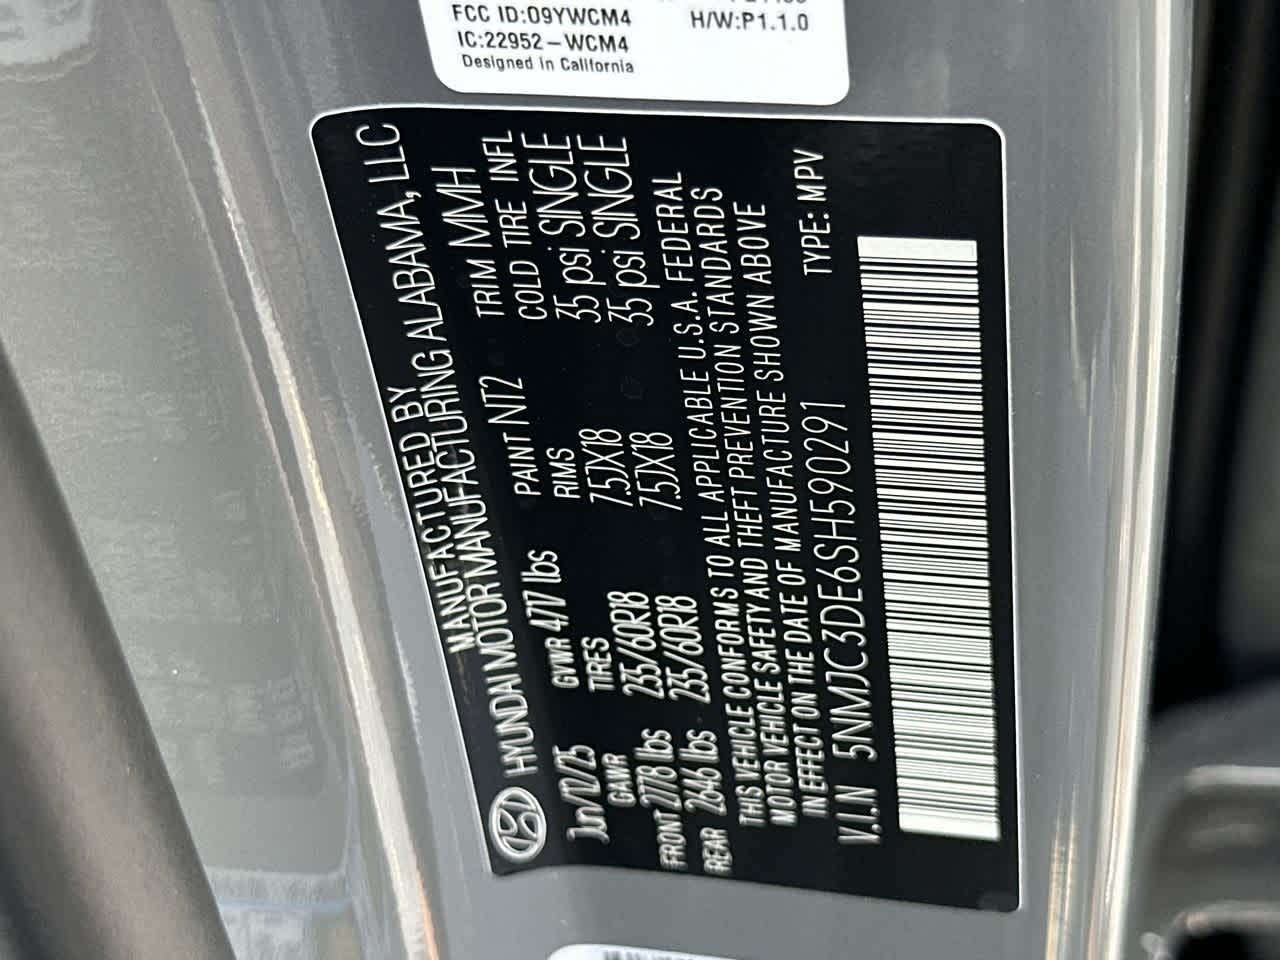 FCC ID:O9YWCM4
IC:22952-WCM4
Designed in California
H/W:P1.1.0
MANUFACTURED BY
HYUNDAI MOTOR MANUFACTURING ALABAMA, LLC
Jun/12/25 GVWR 4717 lbs PAINT NT2 TRIM MMH
GAWR TIRES RIMS COLD TIRE INFL
FRONT 2778 lbs 235/60R18 7.5JX18 35 psi SINGLE
REAR 2646 lbs 235/60R18 7.5JX18 35 psi SINGLE
THIS VEHICLE CONFORMS TO ALL APPLICABLE U.S.A. FEDERAL
MOTOR VEHICLE SAFETY AND THEFT PREVENTION STANDARDS
IN EFFECT ON THE DATE OF MANUFACTURE SHOWN ABOVE
V.I.N 5NMJC3DE6SH590291 TYPE: MPV